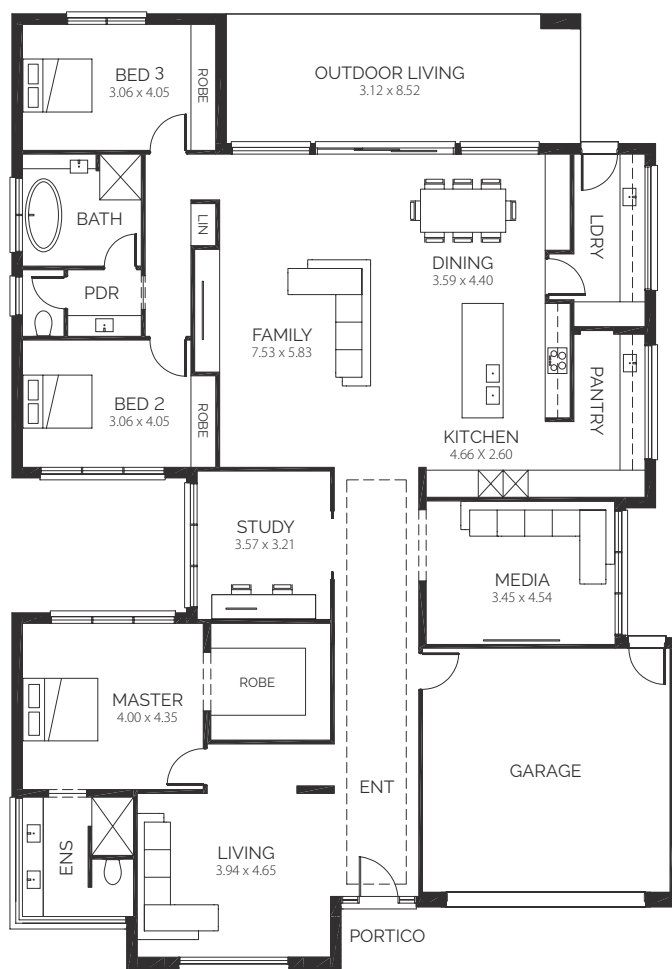 BED 3
3.06 x 4.05
ROBE
OUTDOOR LIVING
3.12 x 8.52
BATH
LIN
LDRY
DINING
3.59 x 4.40
PDR
FAMILY
7.53 x 5.83
BED 2
3.06 x 4.05
ROBE
PANTRY
KITCHEN
4.66 X 2.60
STUDY
3.57 x 3.21
MEDIA
3.45 x 4.54
MASTER
4.00 x 4.35
ROBE
GARAGE
ENT
ENS
LIVING
3.94 x 4.65
PORTICO